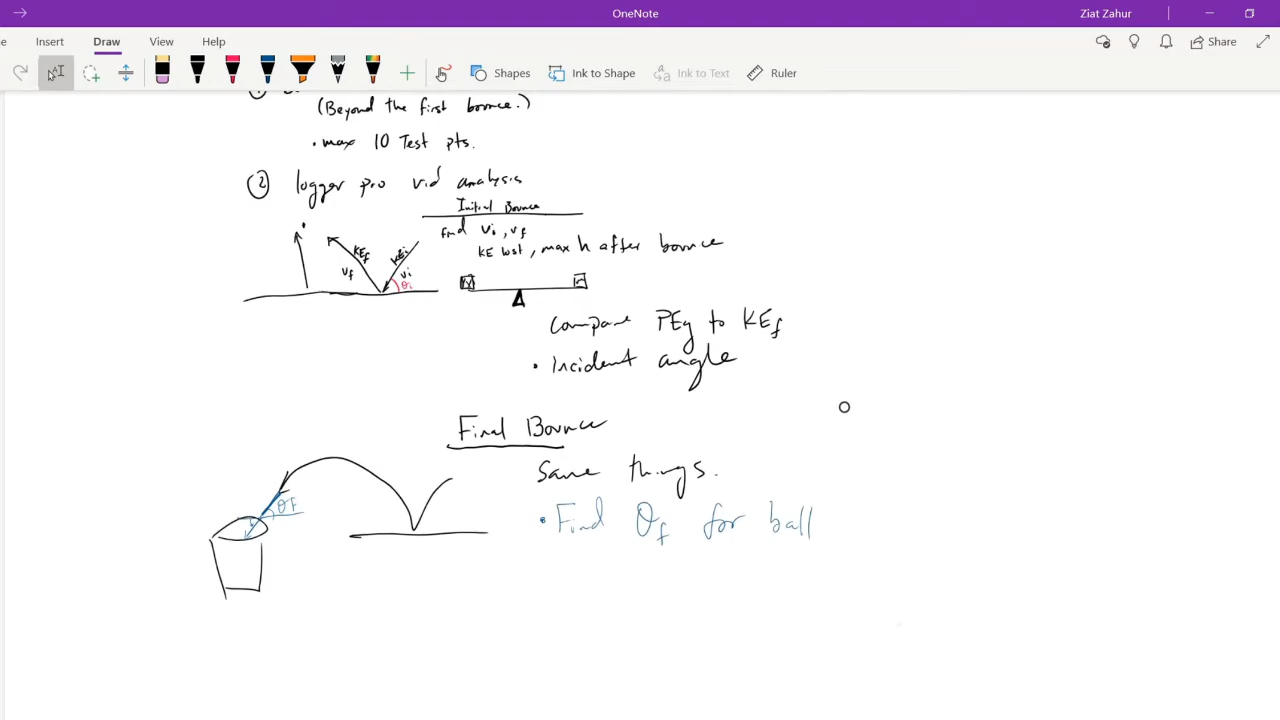 OneNote
Ziat Zahur
Insert Draw View Help
Share
Shapes Ink to Shape Ink to Text Ruler
(Beyond the first bounce.)
• max 10 Test pts.
② logger pro vid analysis
Initial Bounce
find vi, vf
KE lost, max h after bounce
KEf KEi
vf vi
θi
Compare PEg to KEf
• Incident angle
Final Bounce
Same things.
θf
• Find θf for ball